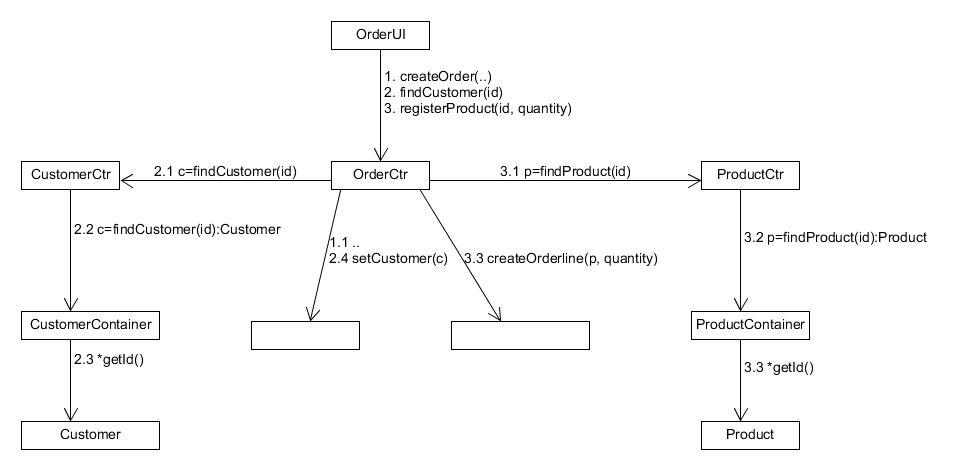 OrderUI
1. createOrder(..)
2. findCustomer(id)
3. registerProduct(id, quantity)
CustomerCtr
2.1 c=findCustomer(id)
OrderCtr
3.1 p=findProduct(id)
ProductCtr
2.2 c=findCustomer(id):Customer
1.1 ..
2.4 setCustomer(c)
3.3 createOrderline(p, quantity)
3.2 p=findProduct(id):Product
CustomerContainer
ProductContainer
2.3 *getId()
3.3 *getId()
Customer
Product